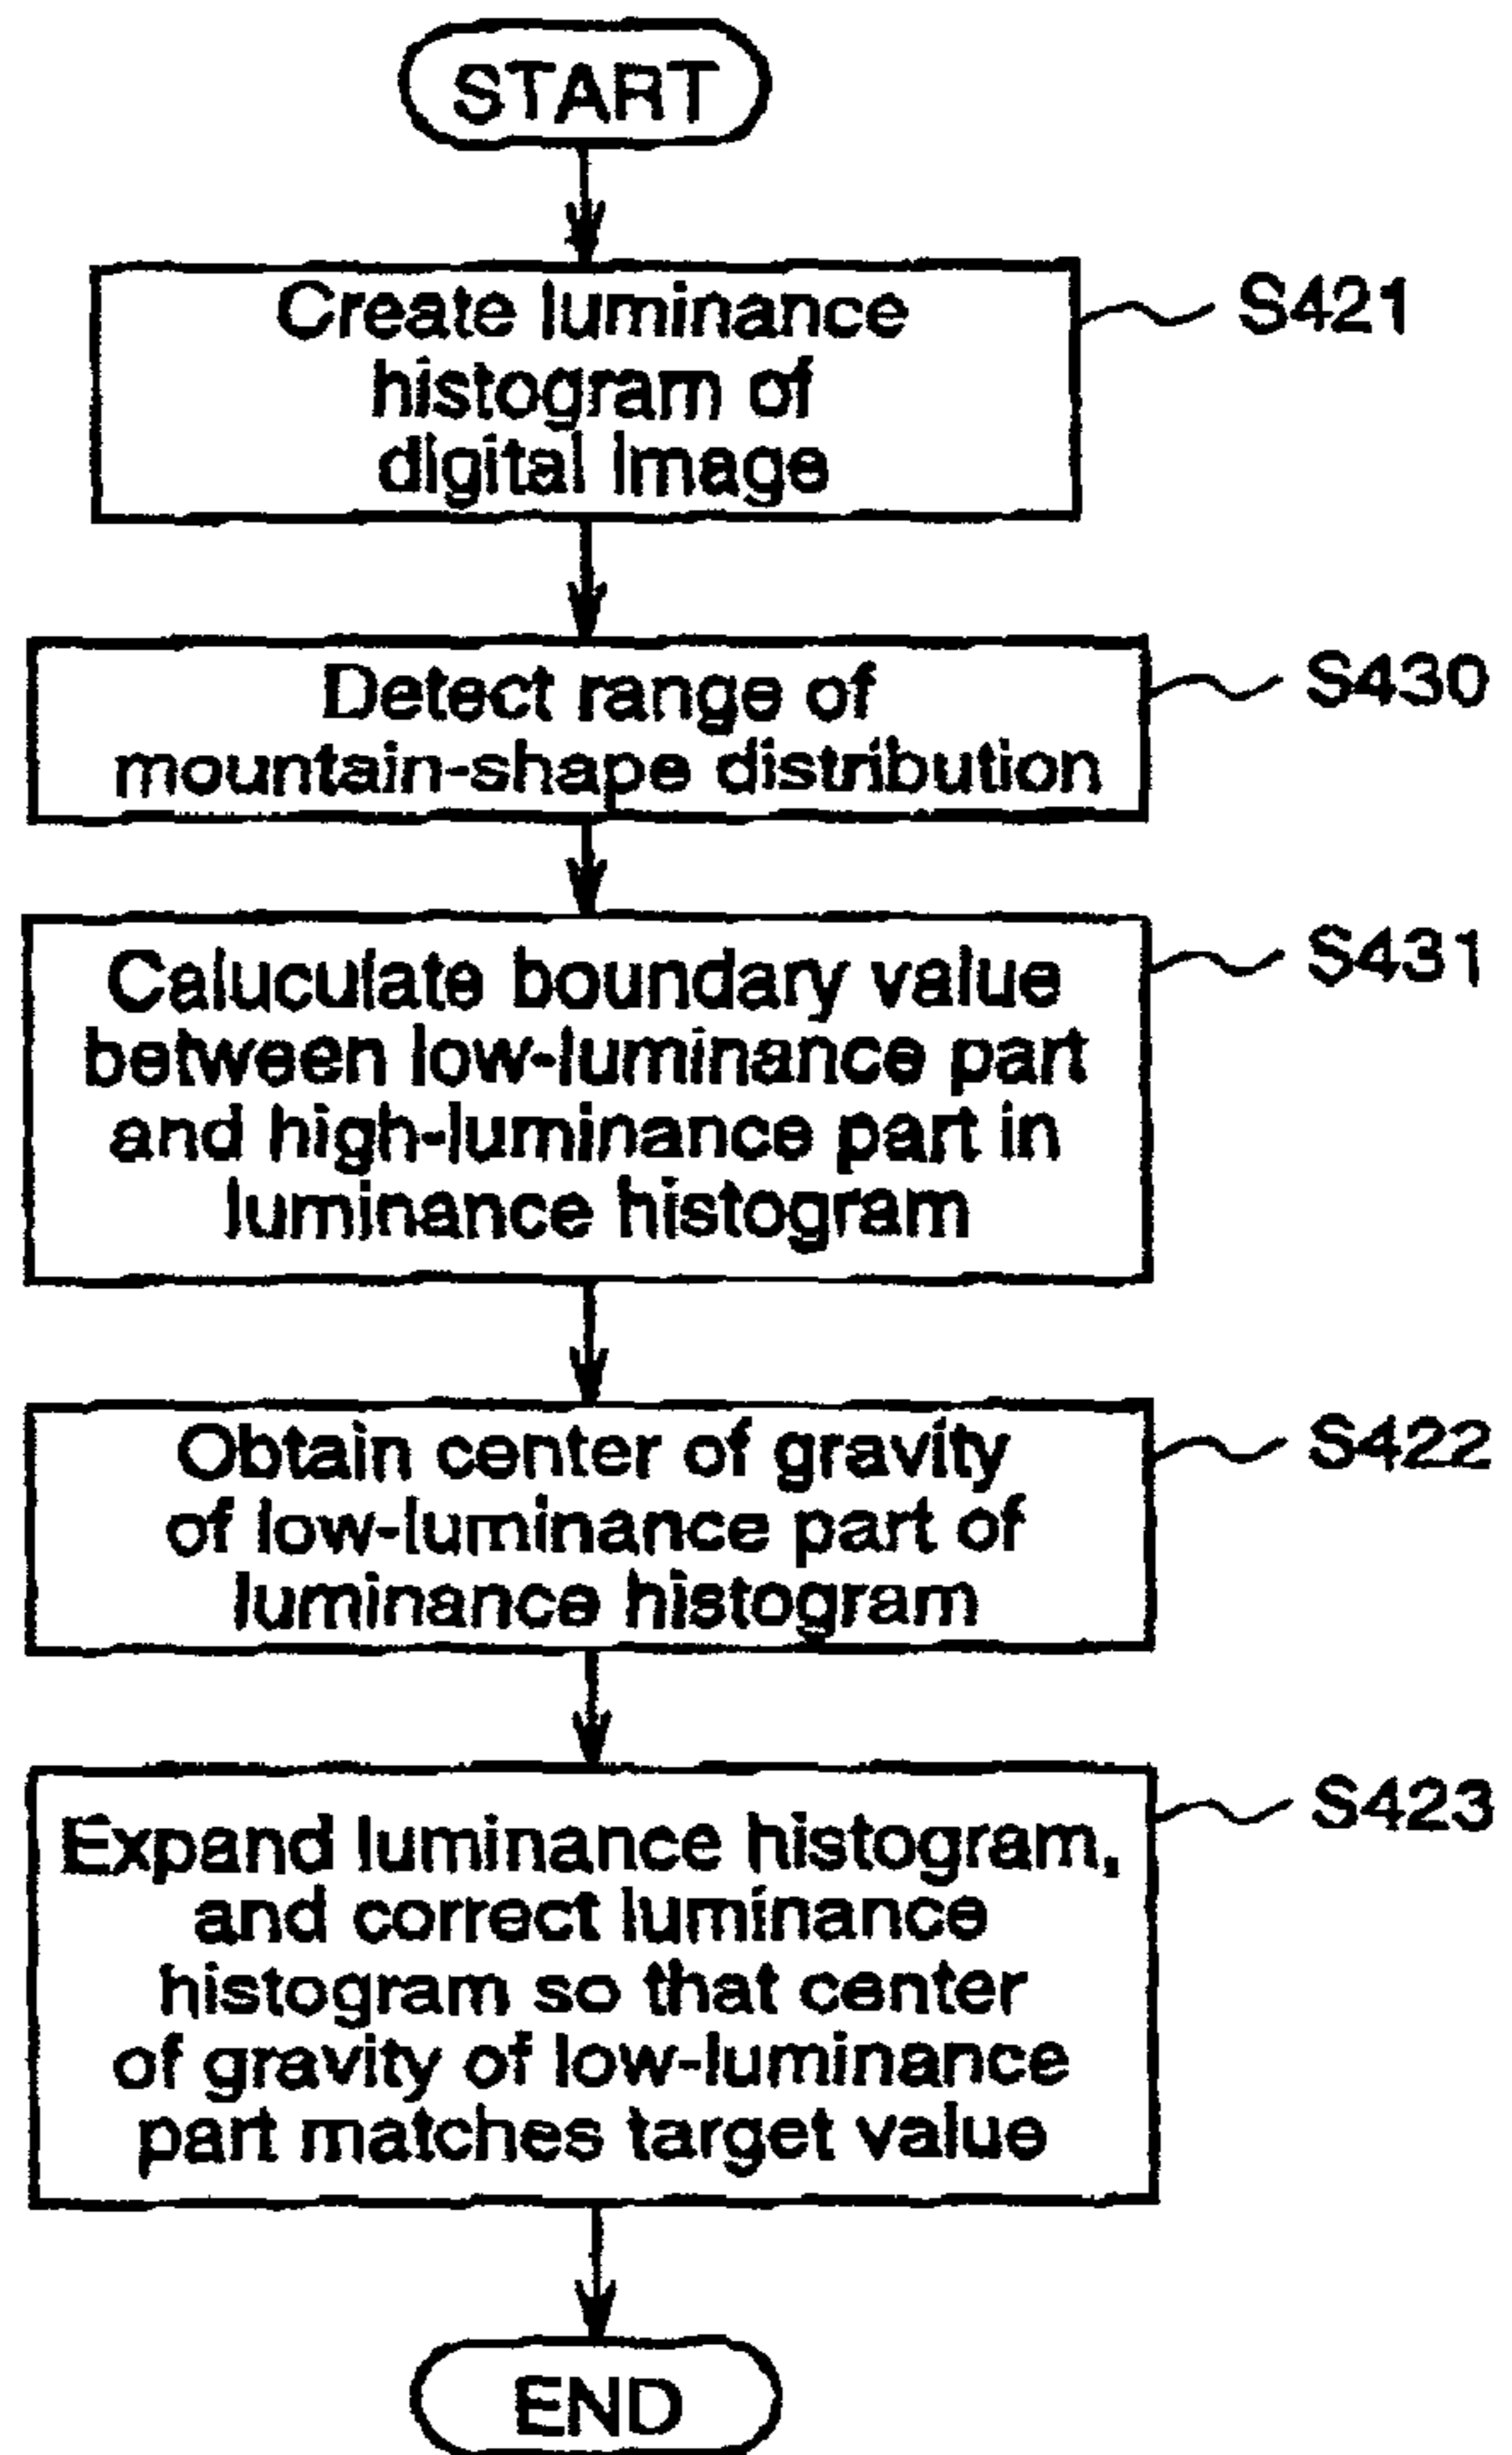 START
Create luminance
histogram of
digital Image
S421
Detect range of
mountain-shape distribution
S430
Caluculate boundary value
between low-luminance part
and high-luminance part in
luminance histogram
S431
Obtain center of gravity
of low-luminance part of
luminance histogram
S422
Expand luminance histogram,
and correct luminance
histogram so that center
of gravity of low-luminance
part matches target value
S423
END